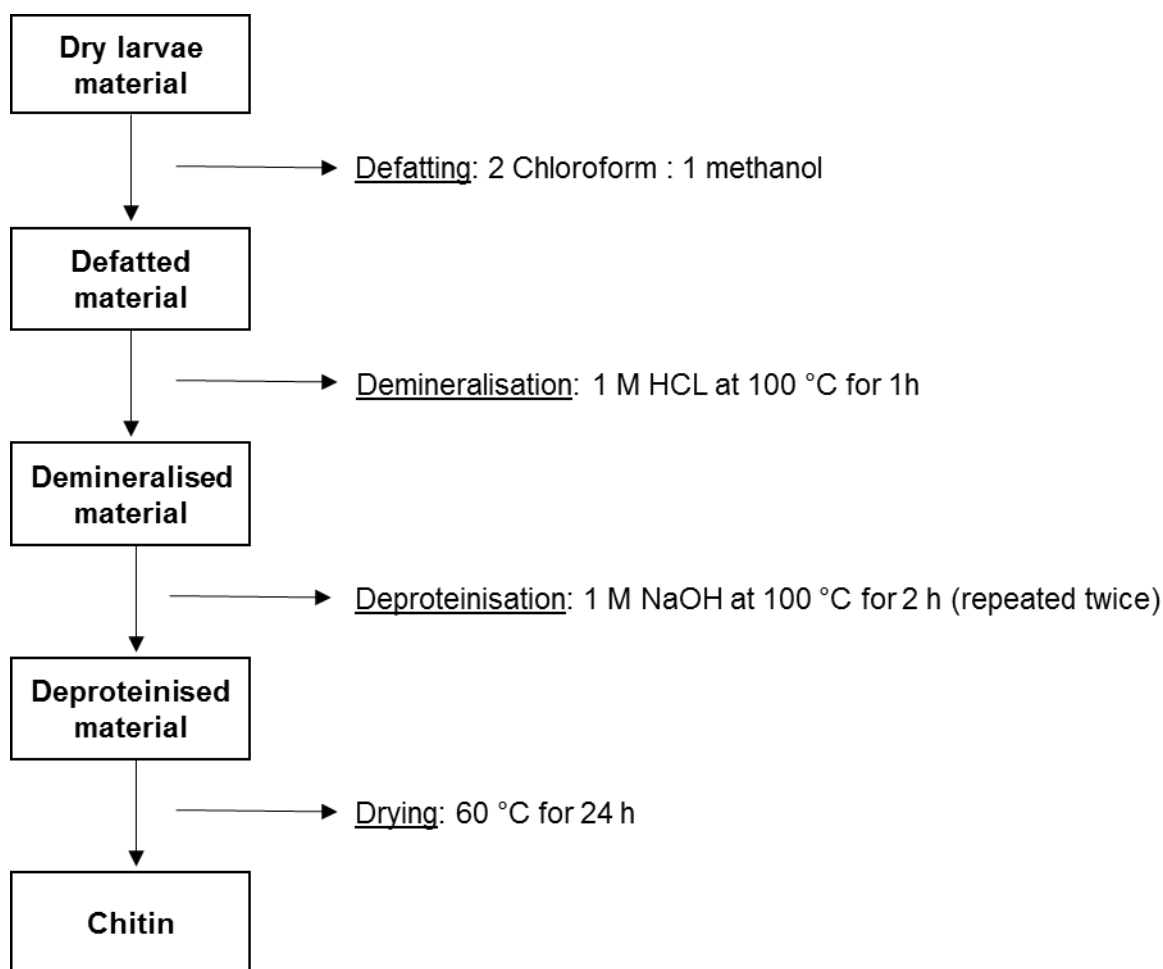 Dry larvae
material
Defatting: 2 Chloroform : 1 methanol
Defatted
material
Demineralisation: 1 M HCL at 100 °C for 1h
Demineralised
material
Deproteinisation: 1 M NaOH at 100 °C for 2 h (repeated twice)
Deproteinised
material
Drying: 60 °C for 24 h
Chitin